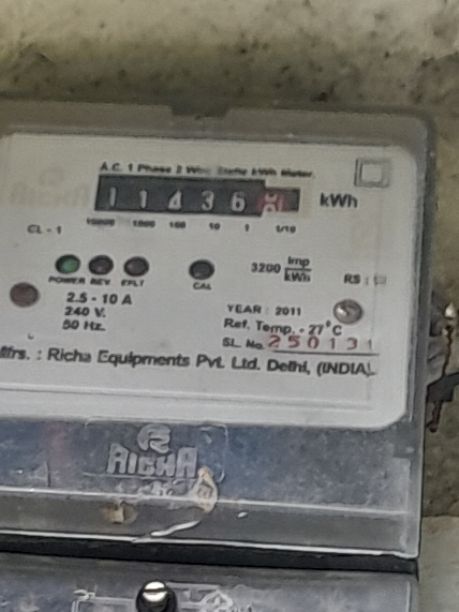 A.C. 1 Phase 2 Wire Static kWh Meter.
1 1 4 3 6 kWh
10000 1000 100 10 1 1/10
CL - 1
3200 imp/kWh
POWER REV EFLT CAL RS :
2.5 - 10 A
240 V.
50 Hz.
YEAR : 2011
Ref. Temp. - 27°C
SL. No. 250131
Mfrs. : Richa Equipments Pvt. Ltd. Delhi, (INDIA)
RICHA